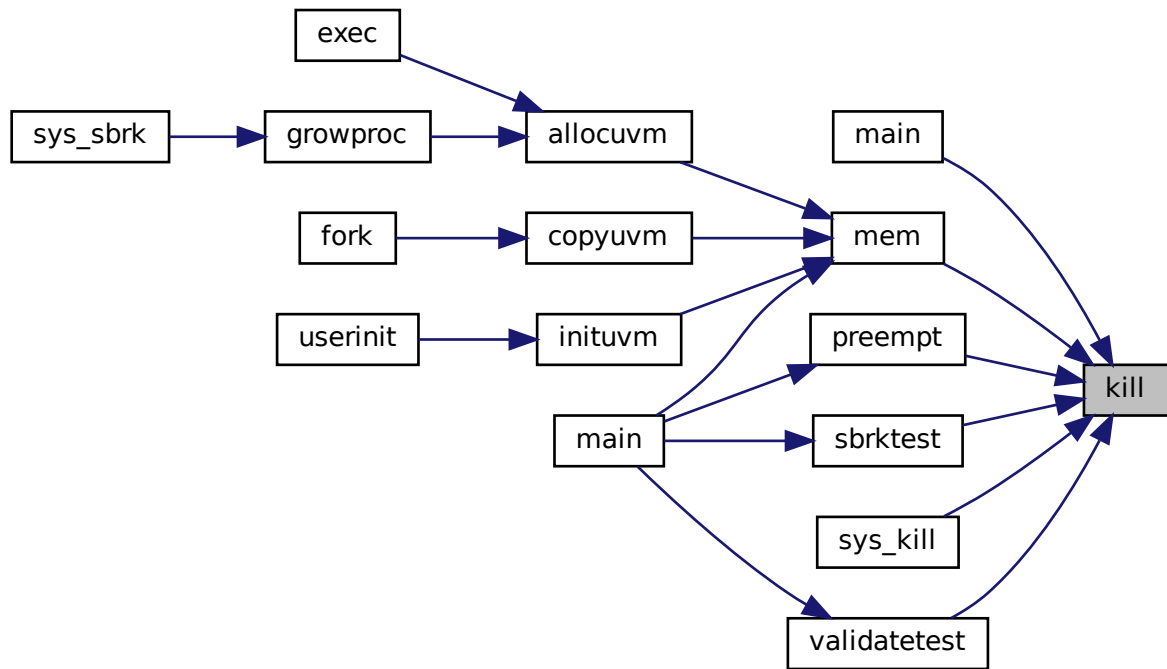 exec
sys_sbrk
growproc
allocuvm
main
fork
copyuvm
mem
userinit
inituvm
preempt
kill
main
sbrktest
sys_kill
validatetest